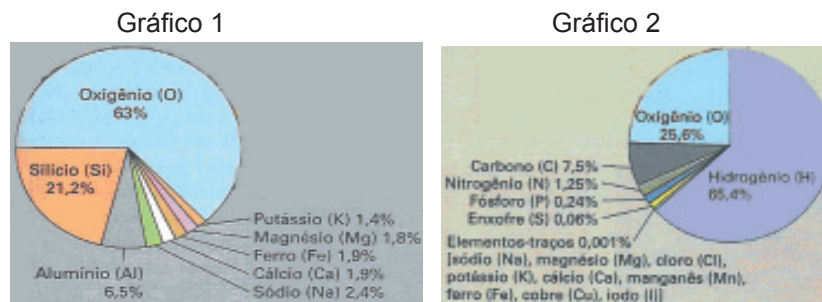 Gráfico 1
Oxigênio (O)
63%
Silício (Si)
21,2%
Alumínio (Al)
6,5%
Potássio (K) 1,4%
Magnésio (Mg) 1,8%
Ferro (Fe) 1,9%
Cálcio (Ca) 1,9%
Sódio (Na) 2,4%
Gráfico 2
Oxigênio (O)
25,6%
Hidrogênio (H)
65,4%
Carbono (C) 7,5%
Nitrogênio (N) 1,25%
Fósforo (P) 0,24%
Enxofre (S) 0,06%
Elementos-traços 0,001%
[sódio (Na), magnésio (Mg), cloro (Cl),
potássio (K), cálcio (Ca), manganês (Mn),
ferro (Fe), cobre (Cu), iodo (I)]